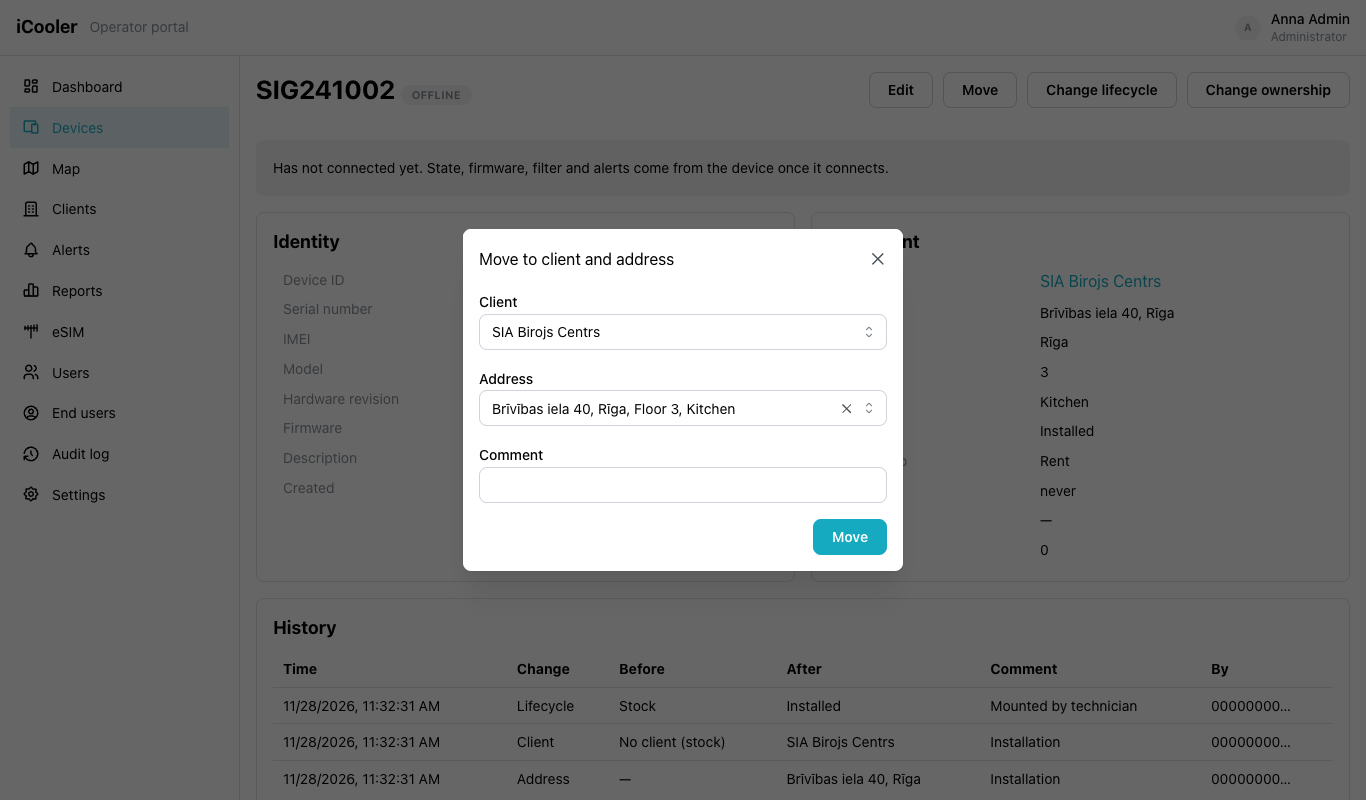 iCooler Operator portal
A
Anna Admin
Administrator
Dashboard
Devices
Map
Clients
Alerts
Reports
eSIM
Users
End users
Audit log
Settings
SIG241002 OFFLINE
Edit Move Change lifecycle Change ownership
Has not connected yet. State, firmware, filter and alerts come from the device once it connects.
Identity
Device ID
Serial number
IMEI
Model
Hardware revision
Firmware
Description
Created
Move to client and address
Client
SIA Birojs Centrs
Address
Brīvības iela 40, Rīga, Floor 3, Kitchen
Comment
Move
nt
SIA Birojs Centrs
Brīvības iela 40, Rīga
Rīga
3
Kitchen
Installed
Rent
never
—
0
History
Time Change Before After Comment By
11/28/2026, 11:32:31 AM Lifecycle Stock Installed Mounted by technician 00000000...
11/28/2026, 11:32:31 AM Client No client (stock) SIA Birojs Centrs Installation 00000000...
11/28/2026, 11:32:31 AM Address — Brīvības iela 40, Rīga Installation 00000000...